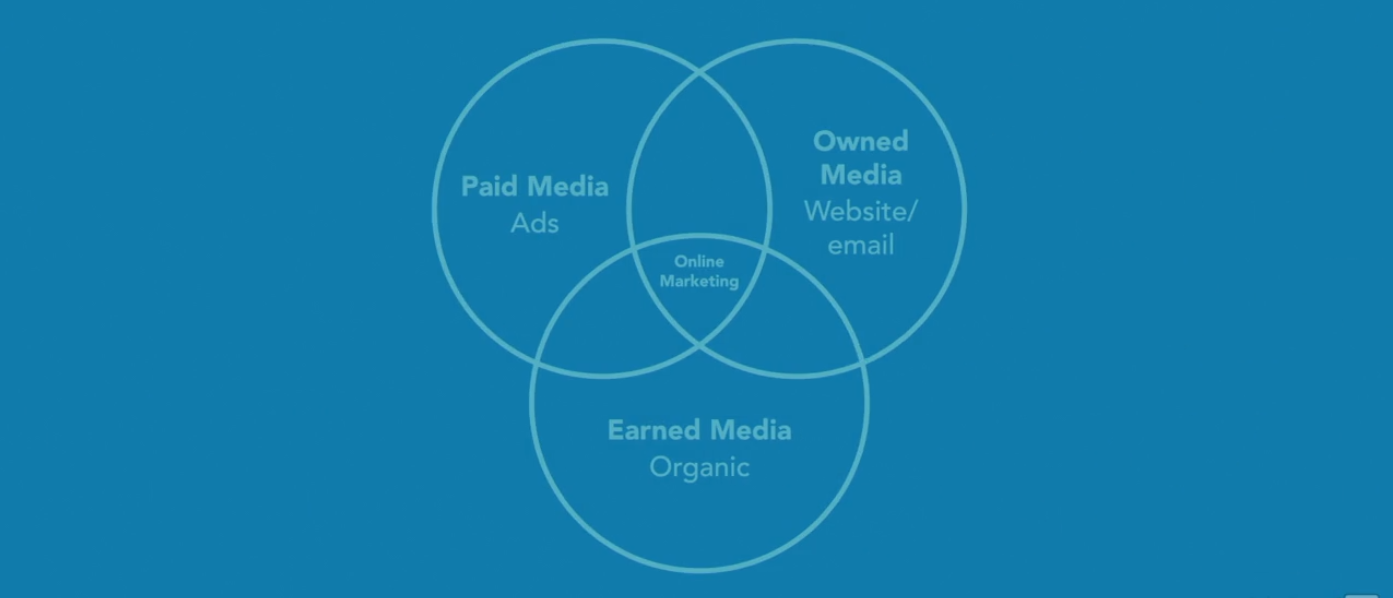 Paid Media
Ads
Owned
Media
Website/
email
Online
Marketing
Earned Media
Organic